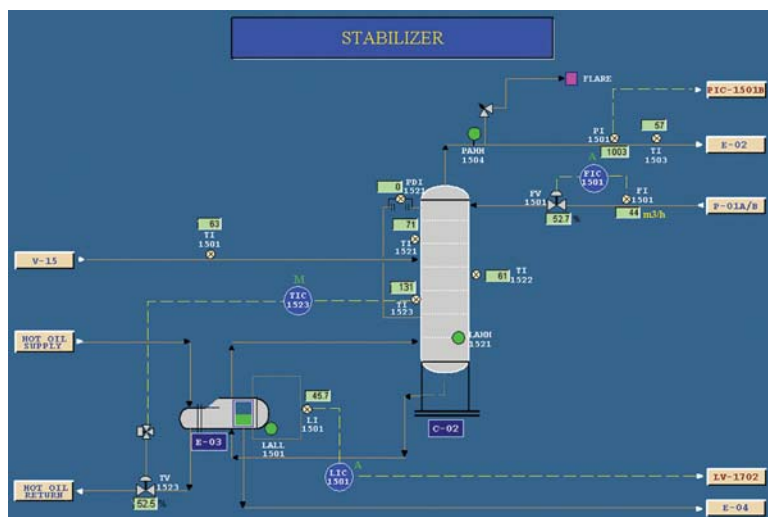 STABILIZER
FLARE
PIC-1501B
PAHH
1504
PI
1501
1003
57
TI
1503
E-02
0
PDI
1521
A
FIC
1501
FV
1501
52.7 %
FI
1501
44 m3/h
P-01A/B
63
TI
1501
71
TI
1521
V-15
61
TI
1522
M
TIC
1523
131
TI
1523
HOT OIL
SUPPLY
LAHH
1521
46.7
LI
1501
E-03
LALL
1501
C-02
A
LIC
1501
TV
1523
52.5 %
HOT OIL
RETURN
LV-1702
E-04